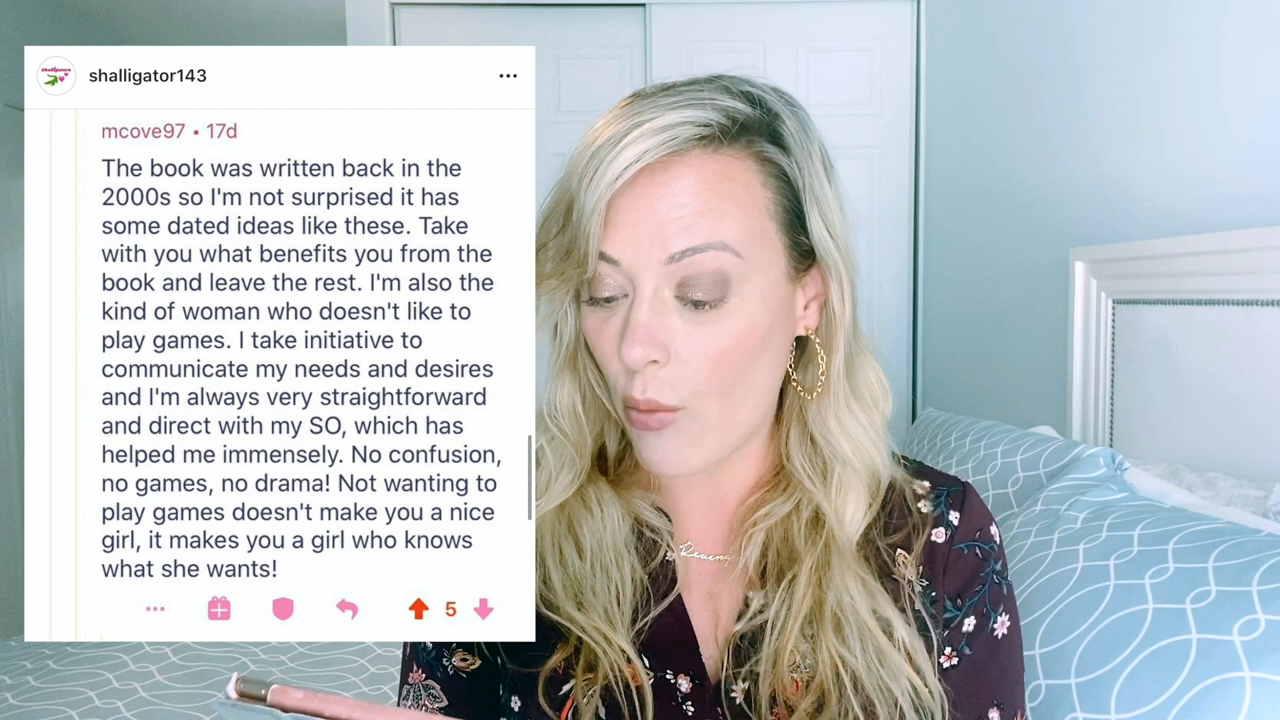 shalligator143
mcove97 • 17d
The book was written back in the
2000s so I'm not surprised it has
some dated ideas like these. Take
with you what benefits you from the
book and leave the rest. I'm also the
kind of woman who doesn't like to
play games. I take initiative to
communicate my needs and desires
and I'm always very straightforward
and direct with my SO, which has
helped me immensely. No confusion,
no games, no drama! Not wanting to
play games doesn't make you a nice
girl, it makes you a girl who knows
what she wants!
5